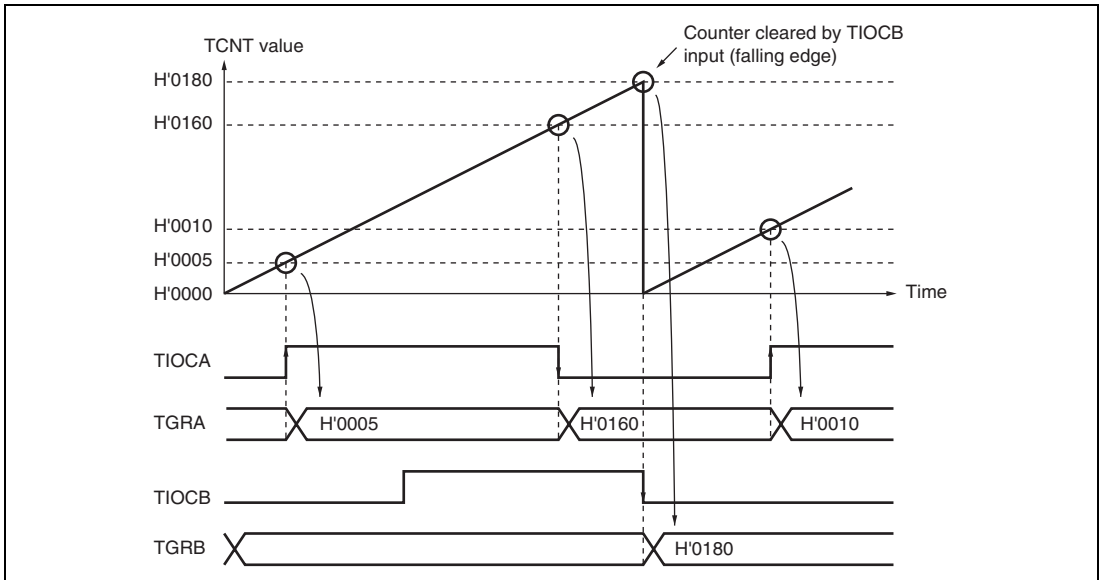 Counter cleared by TIOCB
input (falling edge)
TCNT value
H'0180
H'0160
H'0010
H'0005
H'0000
Time
TIOCA
TGRA
H'0005
H'0160
H'0010
TIOCB
TGRB
H'0180